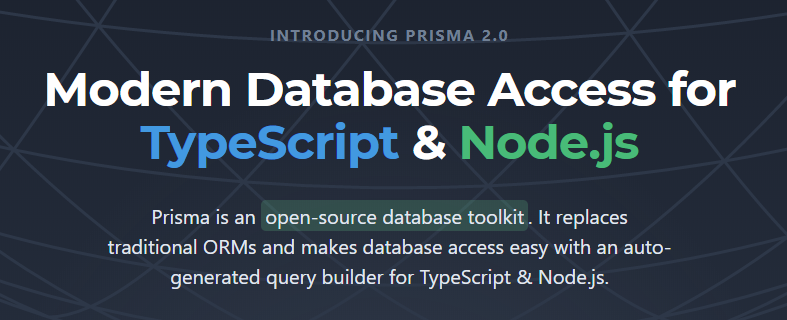 INTRODUCING PRISMA 2.0
Modern Database Access for
TypeScript & Node.js
Prisma is an open-source database toolkit. It replaces
traditional ORMs and makes database access easy with an auto-
generated query builder for TypeScript & Node.js.